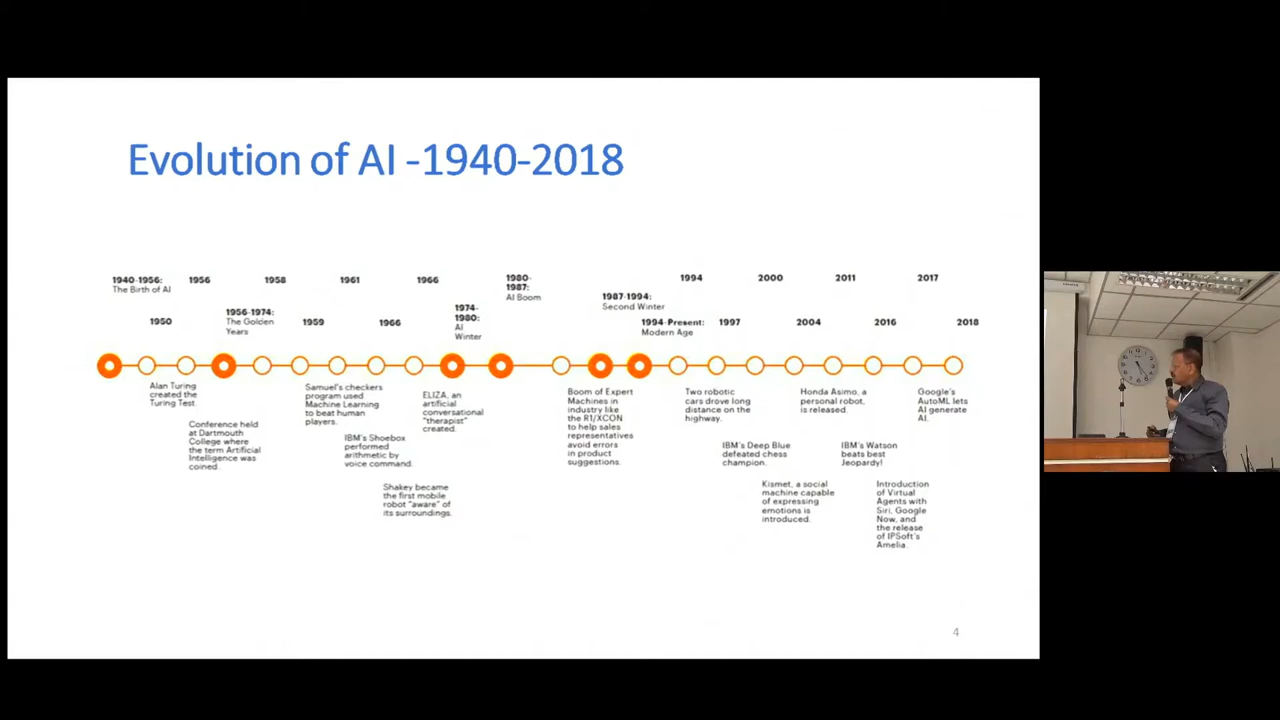 Evolution of AI -1940-2018
1940-1956:
The Birth of AI
1956
1958
1961
1966
1980-
1987:
AI Boom
1994
2000
2011
2017
1950
1956-1974:
The Golden
Years
1959
1966
1974-
1980:
AI
Winter
1987-1994:
Second Winter
1994-Present:
Modern Age
1997
2004
2016
2018
Alan Turing
created the
Turing Test.
Conference held
at Dartmouth
College where
the term Artificial
Intelligence was
coined.
Samuel's checkers
program used
Machine Learning
to beat human
players.
IBM's Shoebox
performed
arithmetic by
voice command.
Shakey became
the first mobile
robot "aware" of
its surroundings.
ELIZA, an
artificial
conversational
"therapist"
created.
Boom of Expert
Machines in
industry like
the R1/XCON
to help sales
representatives
avoid errors
in product
suggestions.
Two robotic
cars drove long
distance on the
highway.
IBM's Deep Blue
defeated chess
champion.
Kismet, a social
machine capable
of expressing
emotions is
introduced.
Honda Asimo, a
personal robot,
is released.
IBM's Watson
beats best
Jeopardy!
Introduction
of Virtual
Agents with
Siri, Google
Now, and
the release
of IPSoft's
Amelia.
Google's
AutoML lets
AI generate
AI.
4